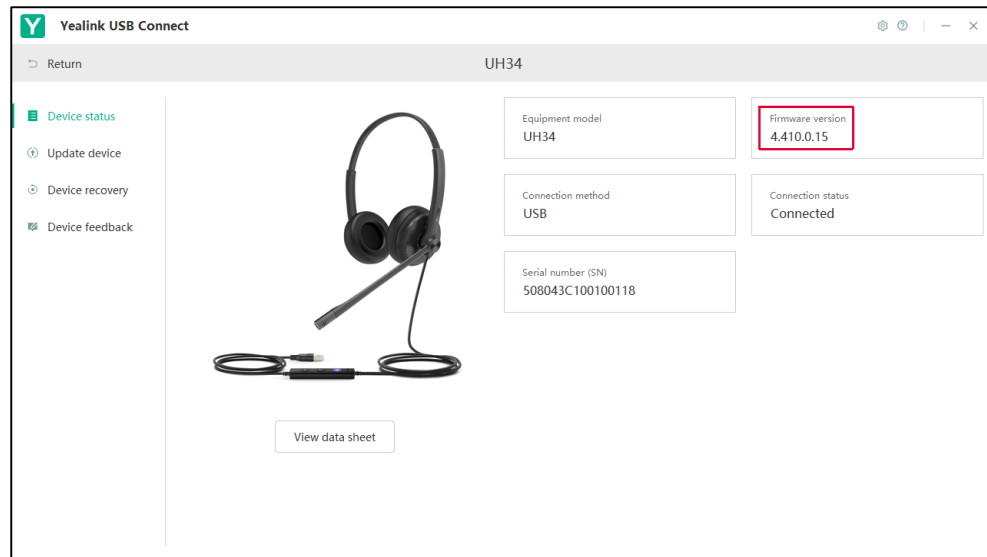 Y Yealink USB Connect
Return
UH34
Device status
Update device
Device recovery
Device feedback
View data sheet
Equipment model
UH34
Firmware version
4.410.0.15
Connection method
USB
Connection status
Connected
Serial number (SN)
508043C100100118